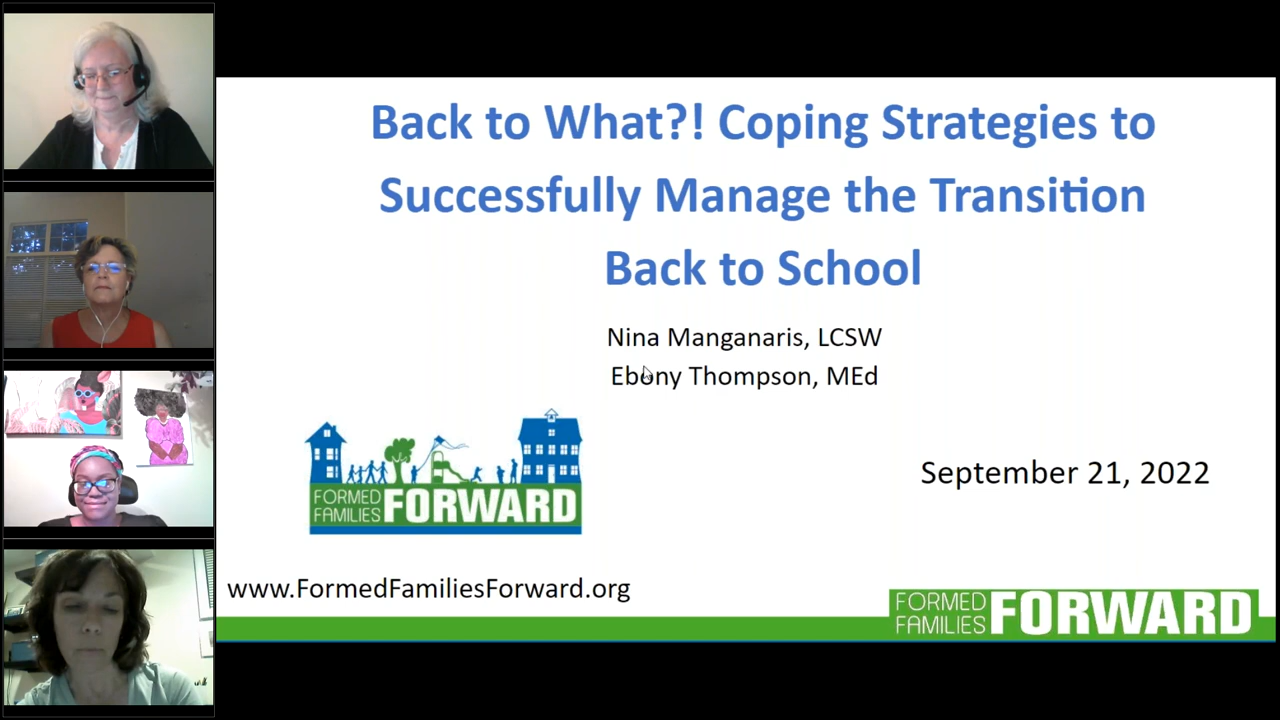 Back to What?! Coping Strategies to
Successfully Manage the Transition
Back to School
Nina Manganaris, LCSW
Ebony Thompson, MEd
September 21, 2022
FORMED
FAMILIES FORWARD
www.FormedFamiliesForward.org
FORMED
FAMILIES FORWARD